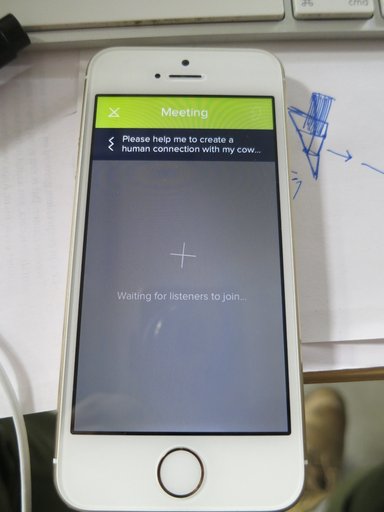 ⌘ cmd
Meeting
Please help me to create a
human connection with my cow...
Waiting for listeners to join...